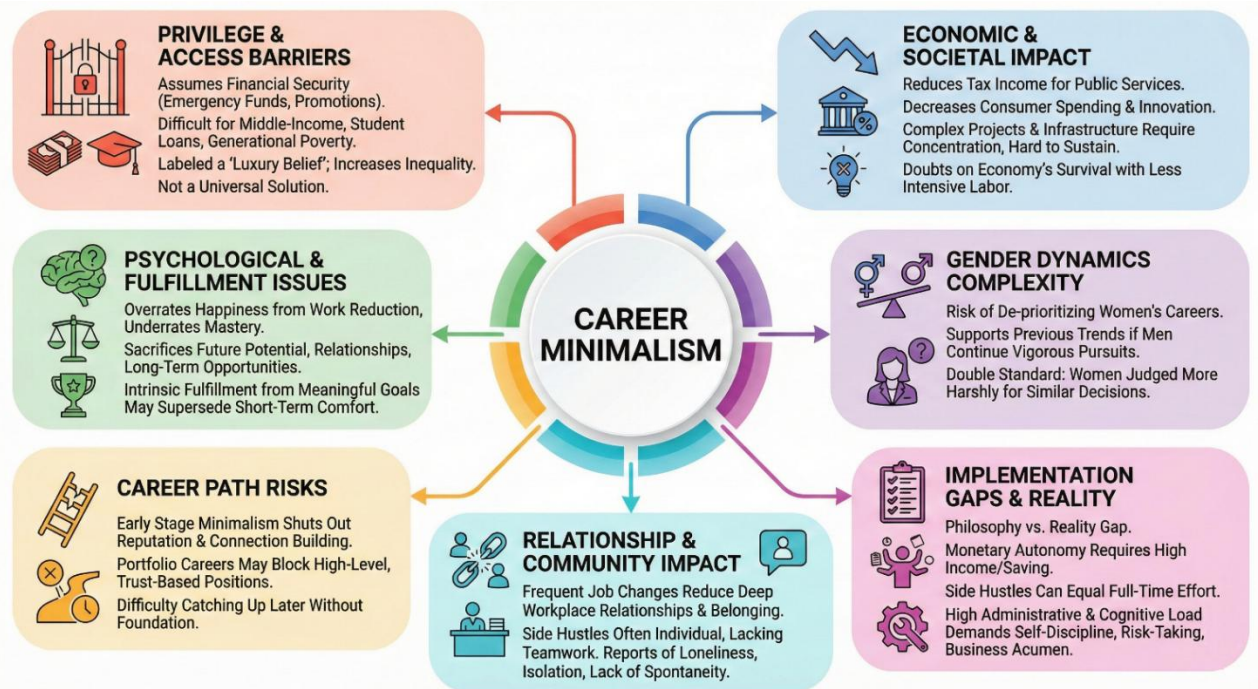 PRIVILEGE &
ACCESS BARRIERS
Assumes Financial Security
(Emergency Funds, Promotions).
Difficult for Middle-Income, Student
Loans, Generational Poverty.
Labeled a 'Luxury Belief'; Increases Inequality.
Not a Universal Solution.
ECONOMIC &
SOCIETAL IMPACT
Reduces Tax Income for Public Services.
Decreases Consumer Spending & Innovation.
Complex Projects & Infrastructure Require
Concentration, Hard to Sustain.
Doubts on Economy's Survival with Less
Intensive Labor.
PSYCHOLOGICAL &
FULFILLMENT ISSUES
Overrates Happiness from Work Reduction,
Underrates Mastery.
Sacrifices Future Potential, Relationships,
Long-Term Opportunities.
Intrinsic Fulfillment from Meaningful Goals
May Supersede Short-Term Comfort.
CAREER
MINIMALISM
GENDER DYNAMICS
COMPLEXITY
Risk of De-prioritizing Women's Careers.
Supports Previous Trends if Men
Continue Vigorous Pursuits.
Double Standard: Women Judged More
Harshly for Similar Decisions.
CAREER PATH RISKS
Early Stage Minimalism Shuts Out
Reputation & Connection Building.
Portfolio Careers May Block High-Level,
Trust-Based Positions.
Difficulty Catching Up Later Without
Foundation.
RELATIONSHIP &
COMMUNITY IMPACT
Frequent Job Changes Reduce Deep
Workplace Relationships & Belonging.
Side Hustles Often Individual, Lacking
Teamwork. Reports of Loneliness,
Isolation, Lack of Spontaneity.
IMPLEMENTATION
GAPS & REALITY
Philosophy vs. Reality Gap.
Monetary Autonomy Requires High
Income/Saving.
Side Hustles Can Equal Full-Time Effort.
High Administrative & Cognitive Load
Demands Self-Discipline, Risk-Taking,
Business Acumen.